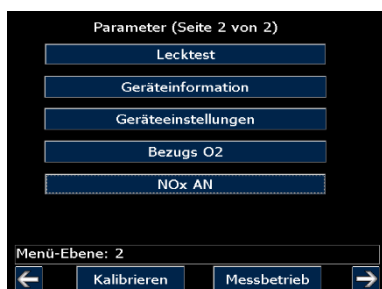 Parameter (Seite 2 von 2)
Lecktest
Geräteinformation
Geräteeinstellungen
Bezugs O2
NOx AN
Menü-Ebene: 2
Kalibrieren Messbetrieb